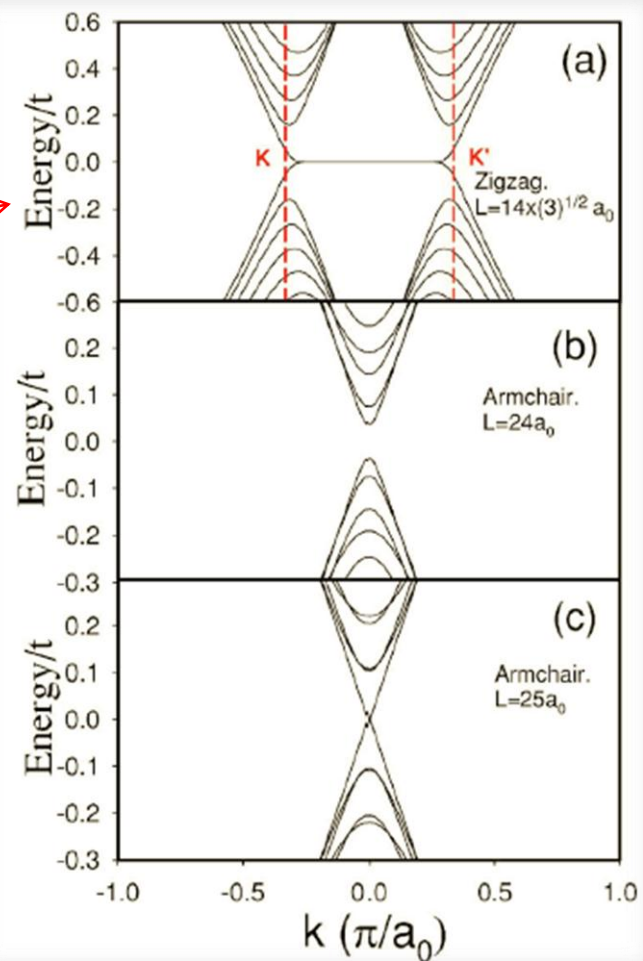 0.6
(a)
0.4
0.2
Energy/t
0.0
K
K'
Zigzag.
L=14x(3)^1/2 a₀
-0.2
-0.4
-0.6
(b)
0.2
0.1
Energy/t
Armchair.
L=24a₀
0.0
-0.1
-0.2
-0.3
(c)
0.2
0.1
Energy/t
Armchair.
L=25a₀
0.0
-0.1
-0.2
-0.3
-1.0 -0.5 0.0 0.5 1.0
k (π/a₀)